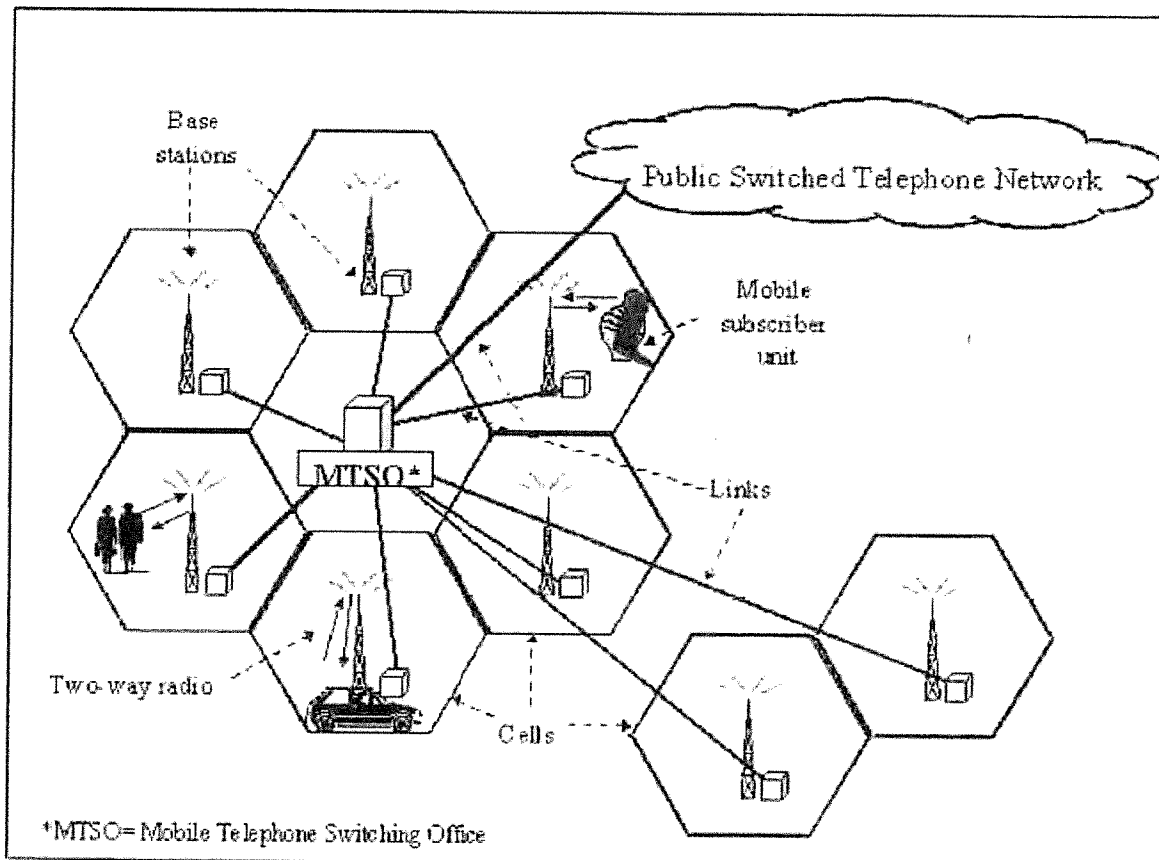 Base
stations
Public Switched Telephone Network
Mobile
subscriber
unit
MTSO*
Links
Two-way radio
Cells
*MTSO= Mobile Telephone Switching Office